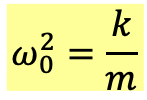 ω₀² = k/m